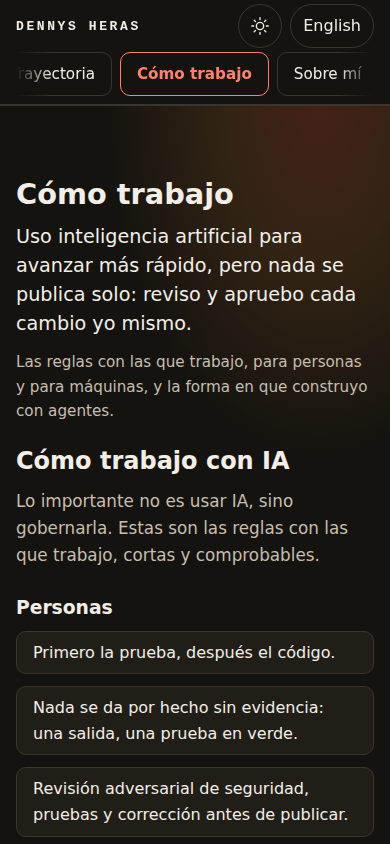 DENNYS HERAS
English
rayectoria
Cómo trabajo
Sobre mí
Cómo trabajo
Uso inteligencia artificial para
avanzar más rápido, pero nada se
publica solo: reviso y apruebo cada
cambio yo mismo.
Las reglas con las que trabajo, para personas
y para máquinas, y la forma en que construyo
con agentes.
Cómo trabajo con IA
Lo importante no es usar IA, sino
gobernarla. Estas son las reglas con las
que trabajo, cortas y comprobables.
Personas
Primero la prueba, después el código.
Nada se da por hecho sin evidencia:
una salida, una prueba en verde.
Revisión adversarial de seguridad,
pruebas y corrección antes de publicar.